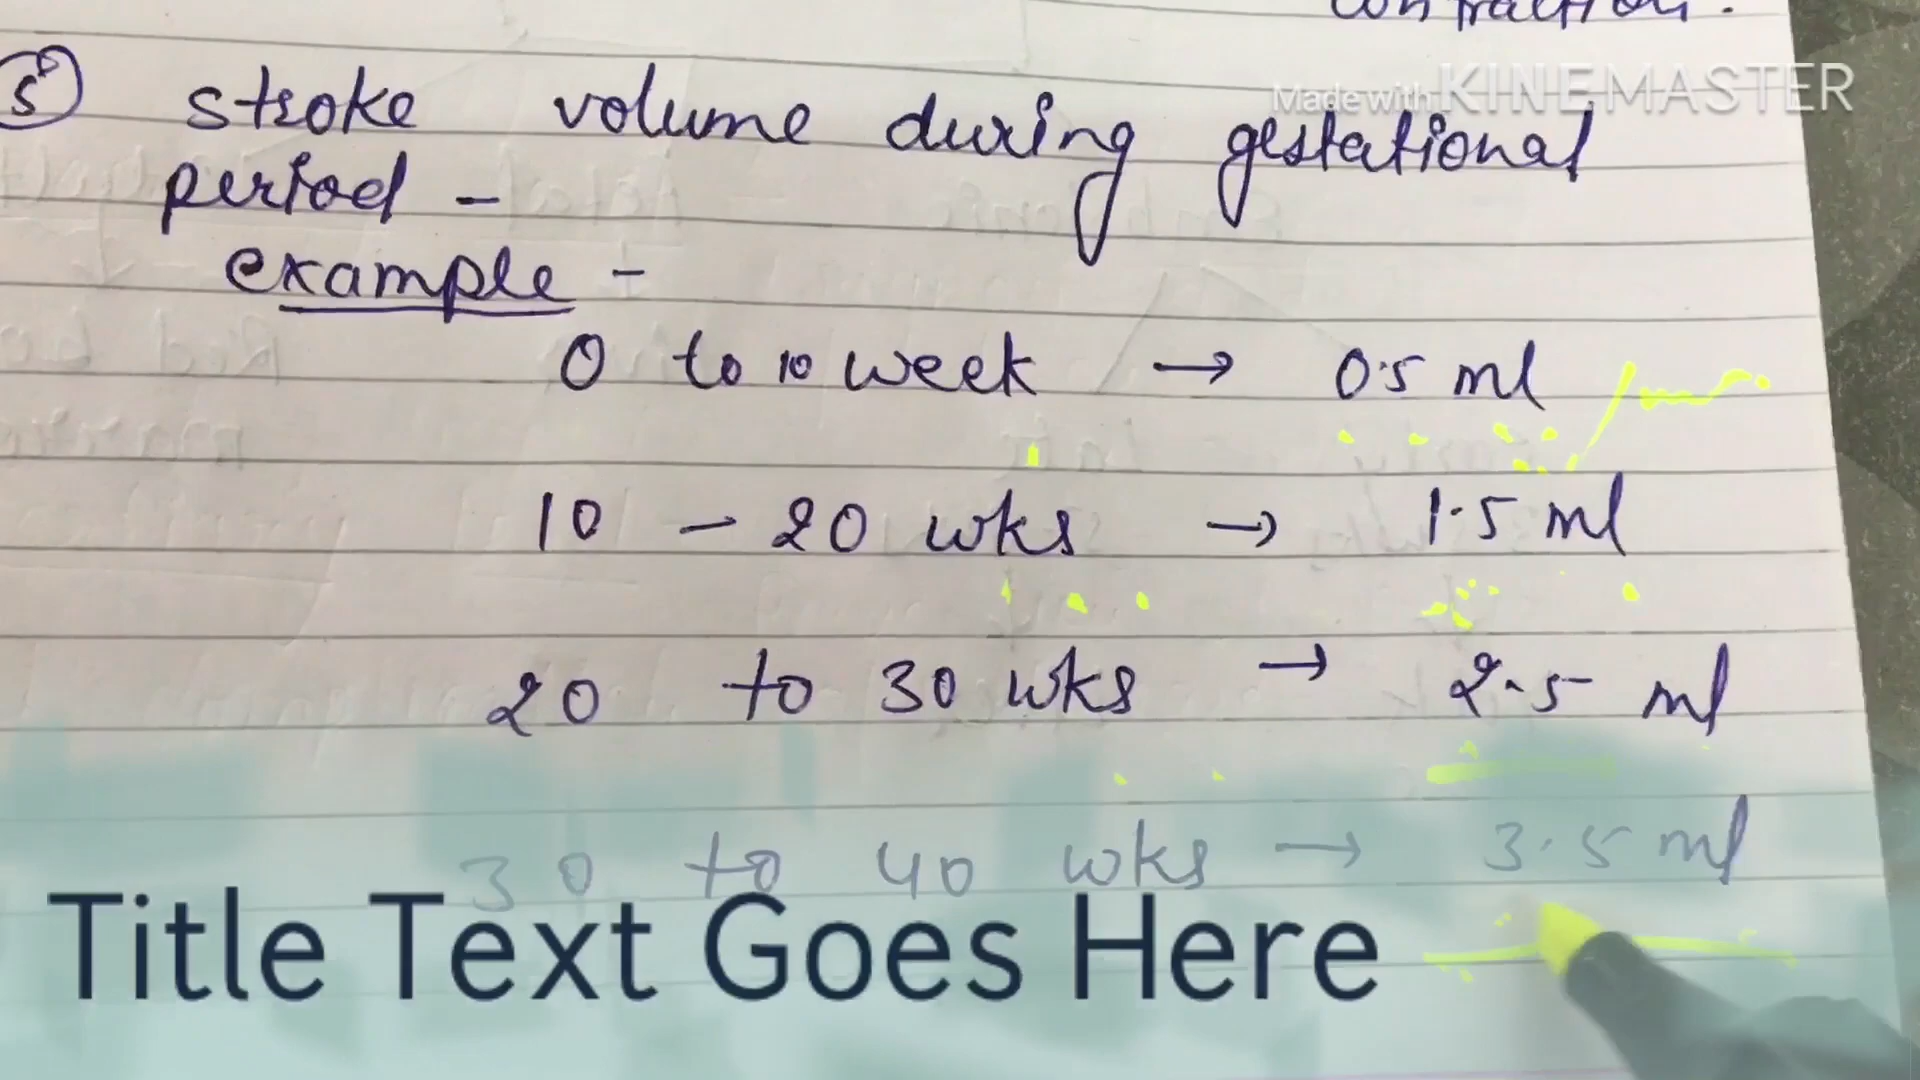 contraction.
Made with KINEMASTER
5 stroke volume during gestational
period -
example -
0 to 10 week → 0.5 ml
10 - 20 wks → 1.5 ml
20 to 30 wks → 2.5 ml
30 to 40 wks → 3.5 ml
Title Text Goes Here